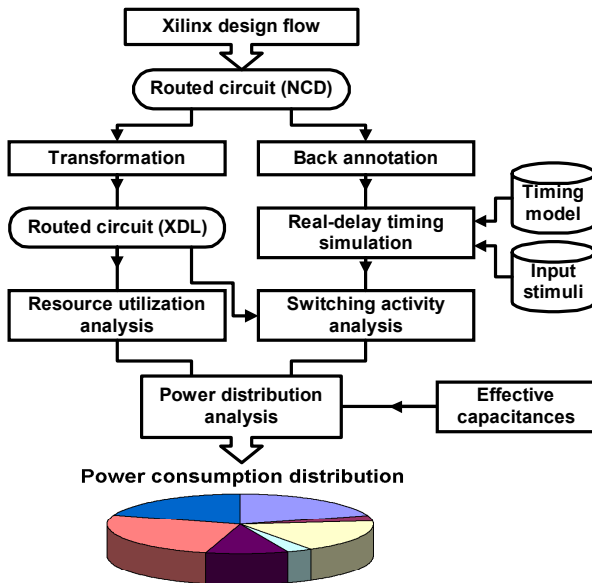 Xilinx design flow
Routed circuit (NCD)
Transformation
Back annotation
Timing
model
Routed circuit (XDL)
Real-delay timing
simulation
Input
stimuli
Resource utilization
analysis
Switching activity
analysis
Power distribution
analysis
Effective
capacitances
Power consumption distribution